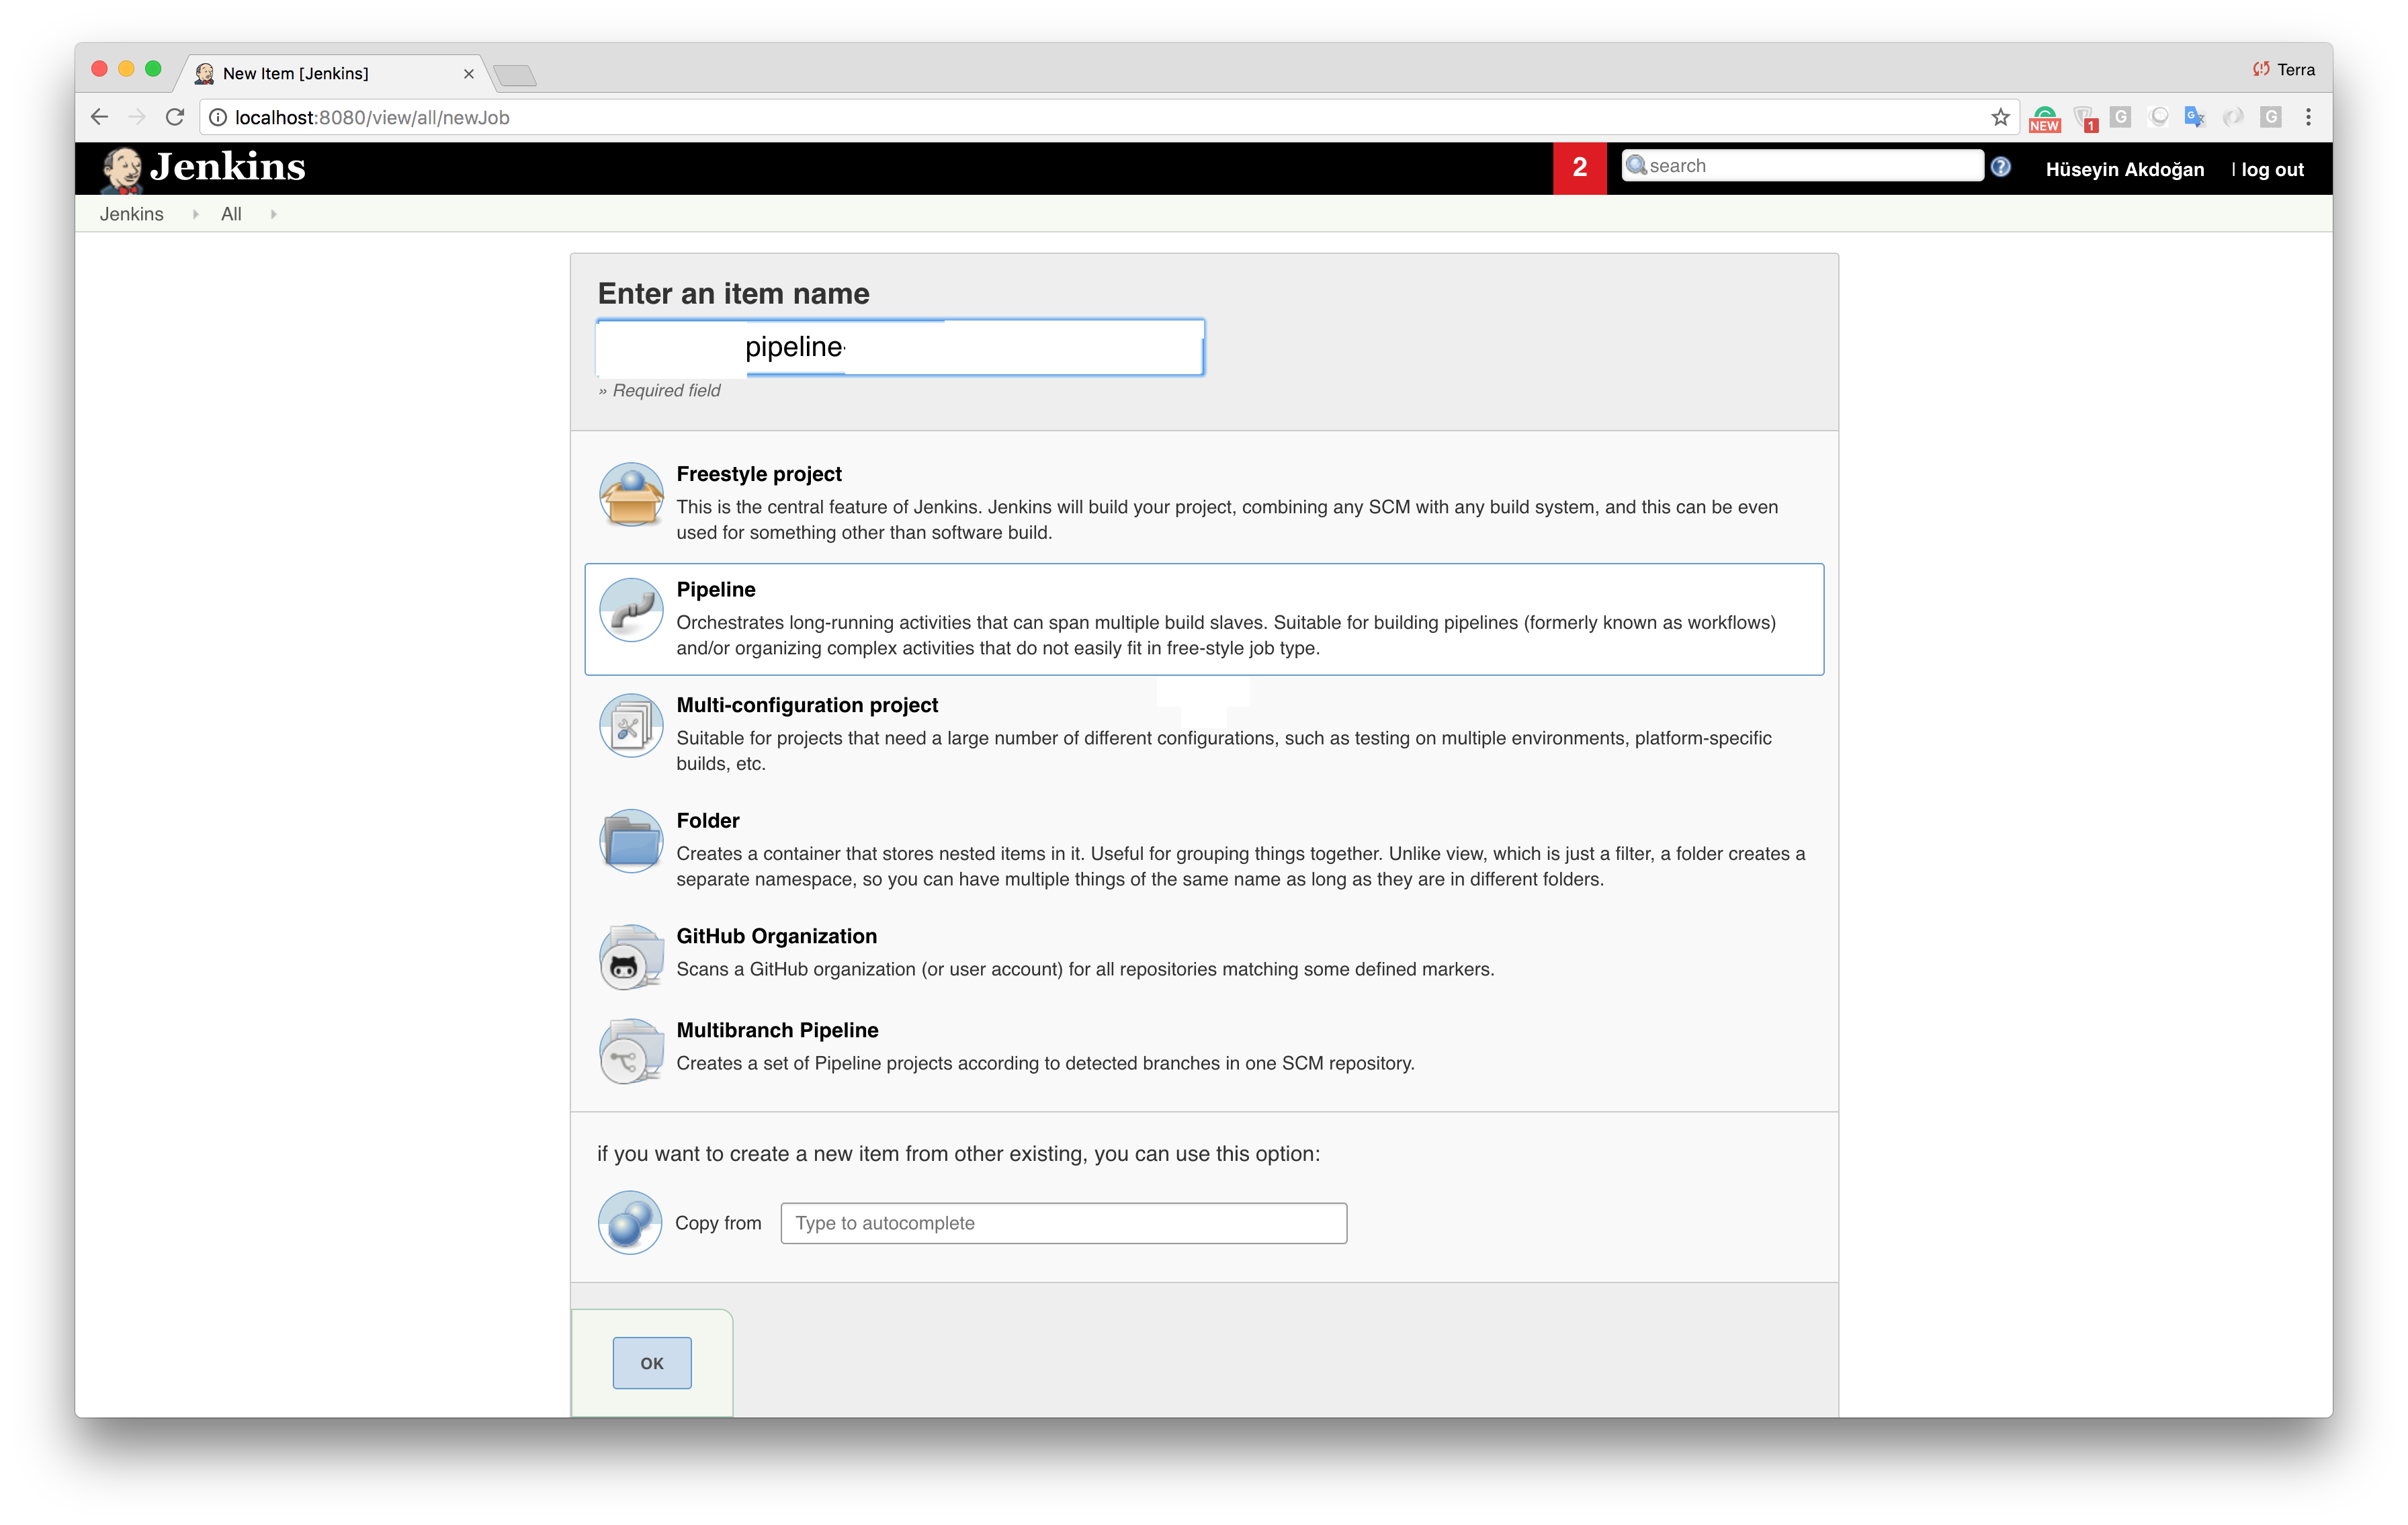 New Item [Jenkins]
Terra
localhost:8080/view/all/newJob
NEW
1
G
G
G
Jenkins
2
search
?
Hüseyin Akdoğan
| log out
Jenkins
All
Enter an item name
pipeline
» Required field
Freestyle project
This is the central feature of Jenkins. Jenkins will build your project, combining any SCM with any build system, and this can be even
used for something other than software build.
Pipeline
Orchestrates long-running activities that can span multiple build slaves. Suitable for building pipelines (formerly known as workflows)
and/or organizing complex activities that do not easily fit in free-style job type.
Multi-configuration project
Suitable for projects that need a large number of different configurations, such as testing on multiple environments, platform-specific
builds, etc.
Folder
Creates a container that stores nested items in it. Useful for grouping things together. Unlike view, which is just a filter, a folder creates a
separate namespace, so you can have multiple things of the same name as long as they are in different folders.
GitHub Organization
Scans a GitHub organization (or user account) for all repositories matching some defined markers.
Multibranch Pipeline
Creates a set of Pipeline projects according to detected branches in one SCM repository.
if you want to create a new item from other existing, you can use this option:
Copy from
Type to autocomplete
OK